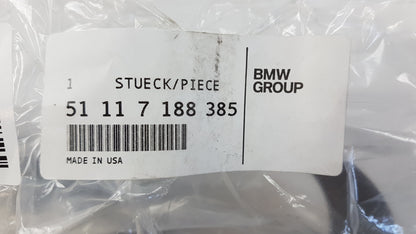 1 STUECK/PIECE
51 11 7 188 385
MADE IN USA
BMW
GROUP